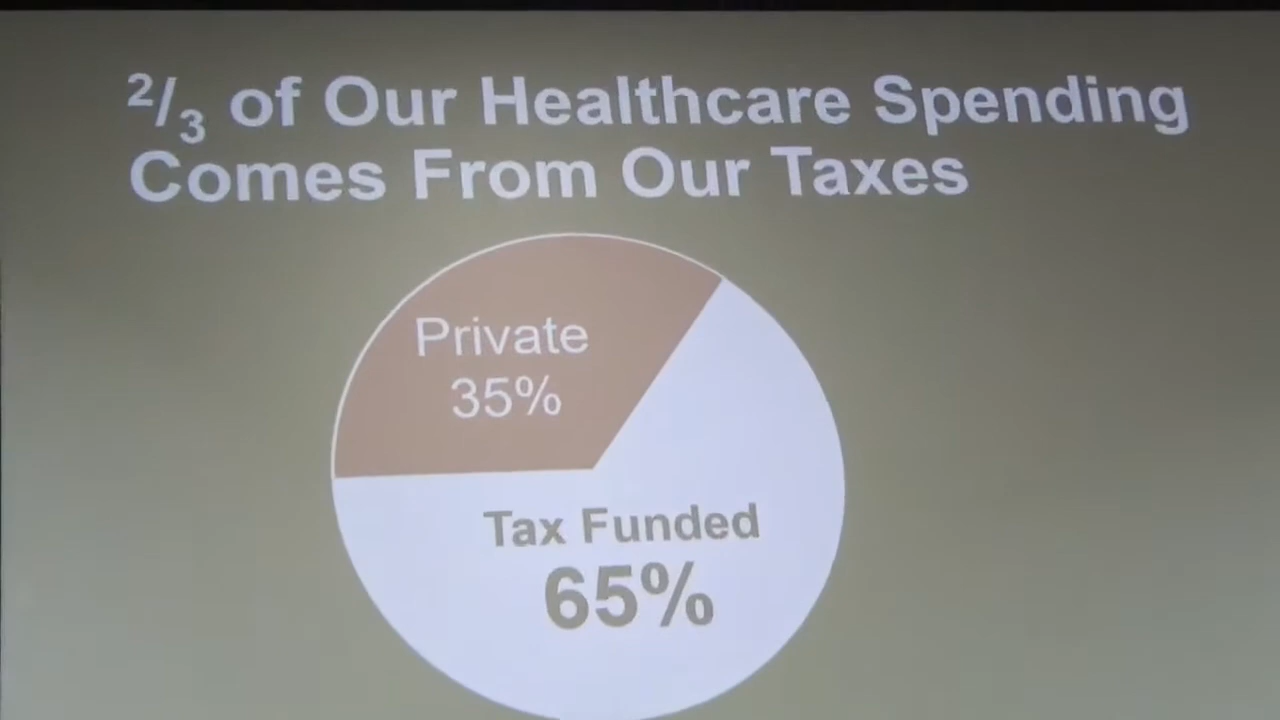 2/3 of Our Healthcare Spending
Comes From Our Taxes
Private
35%
Tax Funded
65%